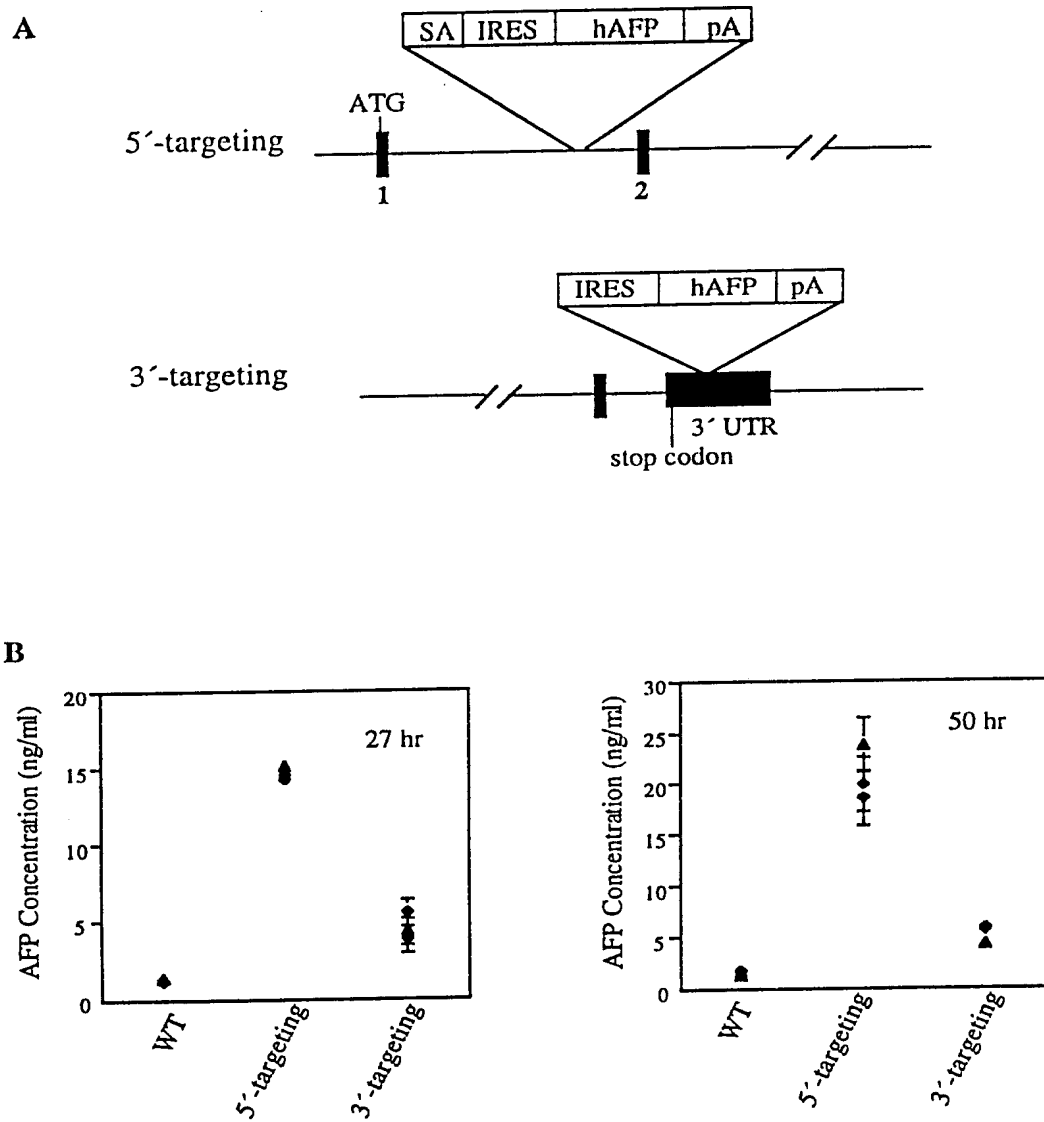 A
SA IRES hAFP pA
ATG
5´-targeting
1 2
IRES hAFP pA
3´-targeting
3´ UTR
stop codon
B
AFP Concentration (ng/ml)
20
15
10
5
0
27 hr
WT
5´-targeting
3´-targeting
AFP Concentration (ng/ml)
30
25
20
15
10
5
0
50 hr
WT
5´-targeting
3´-targeting